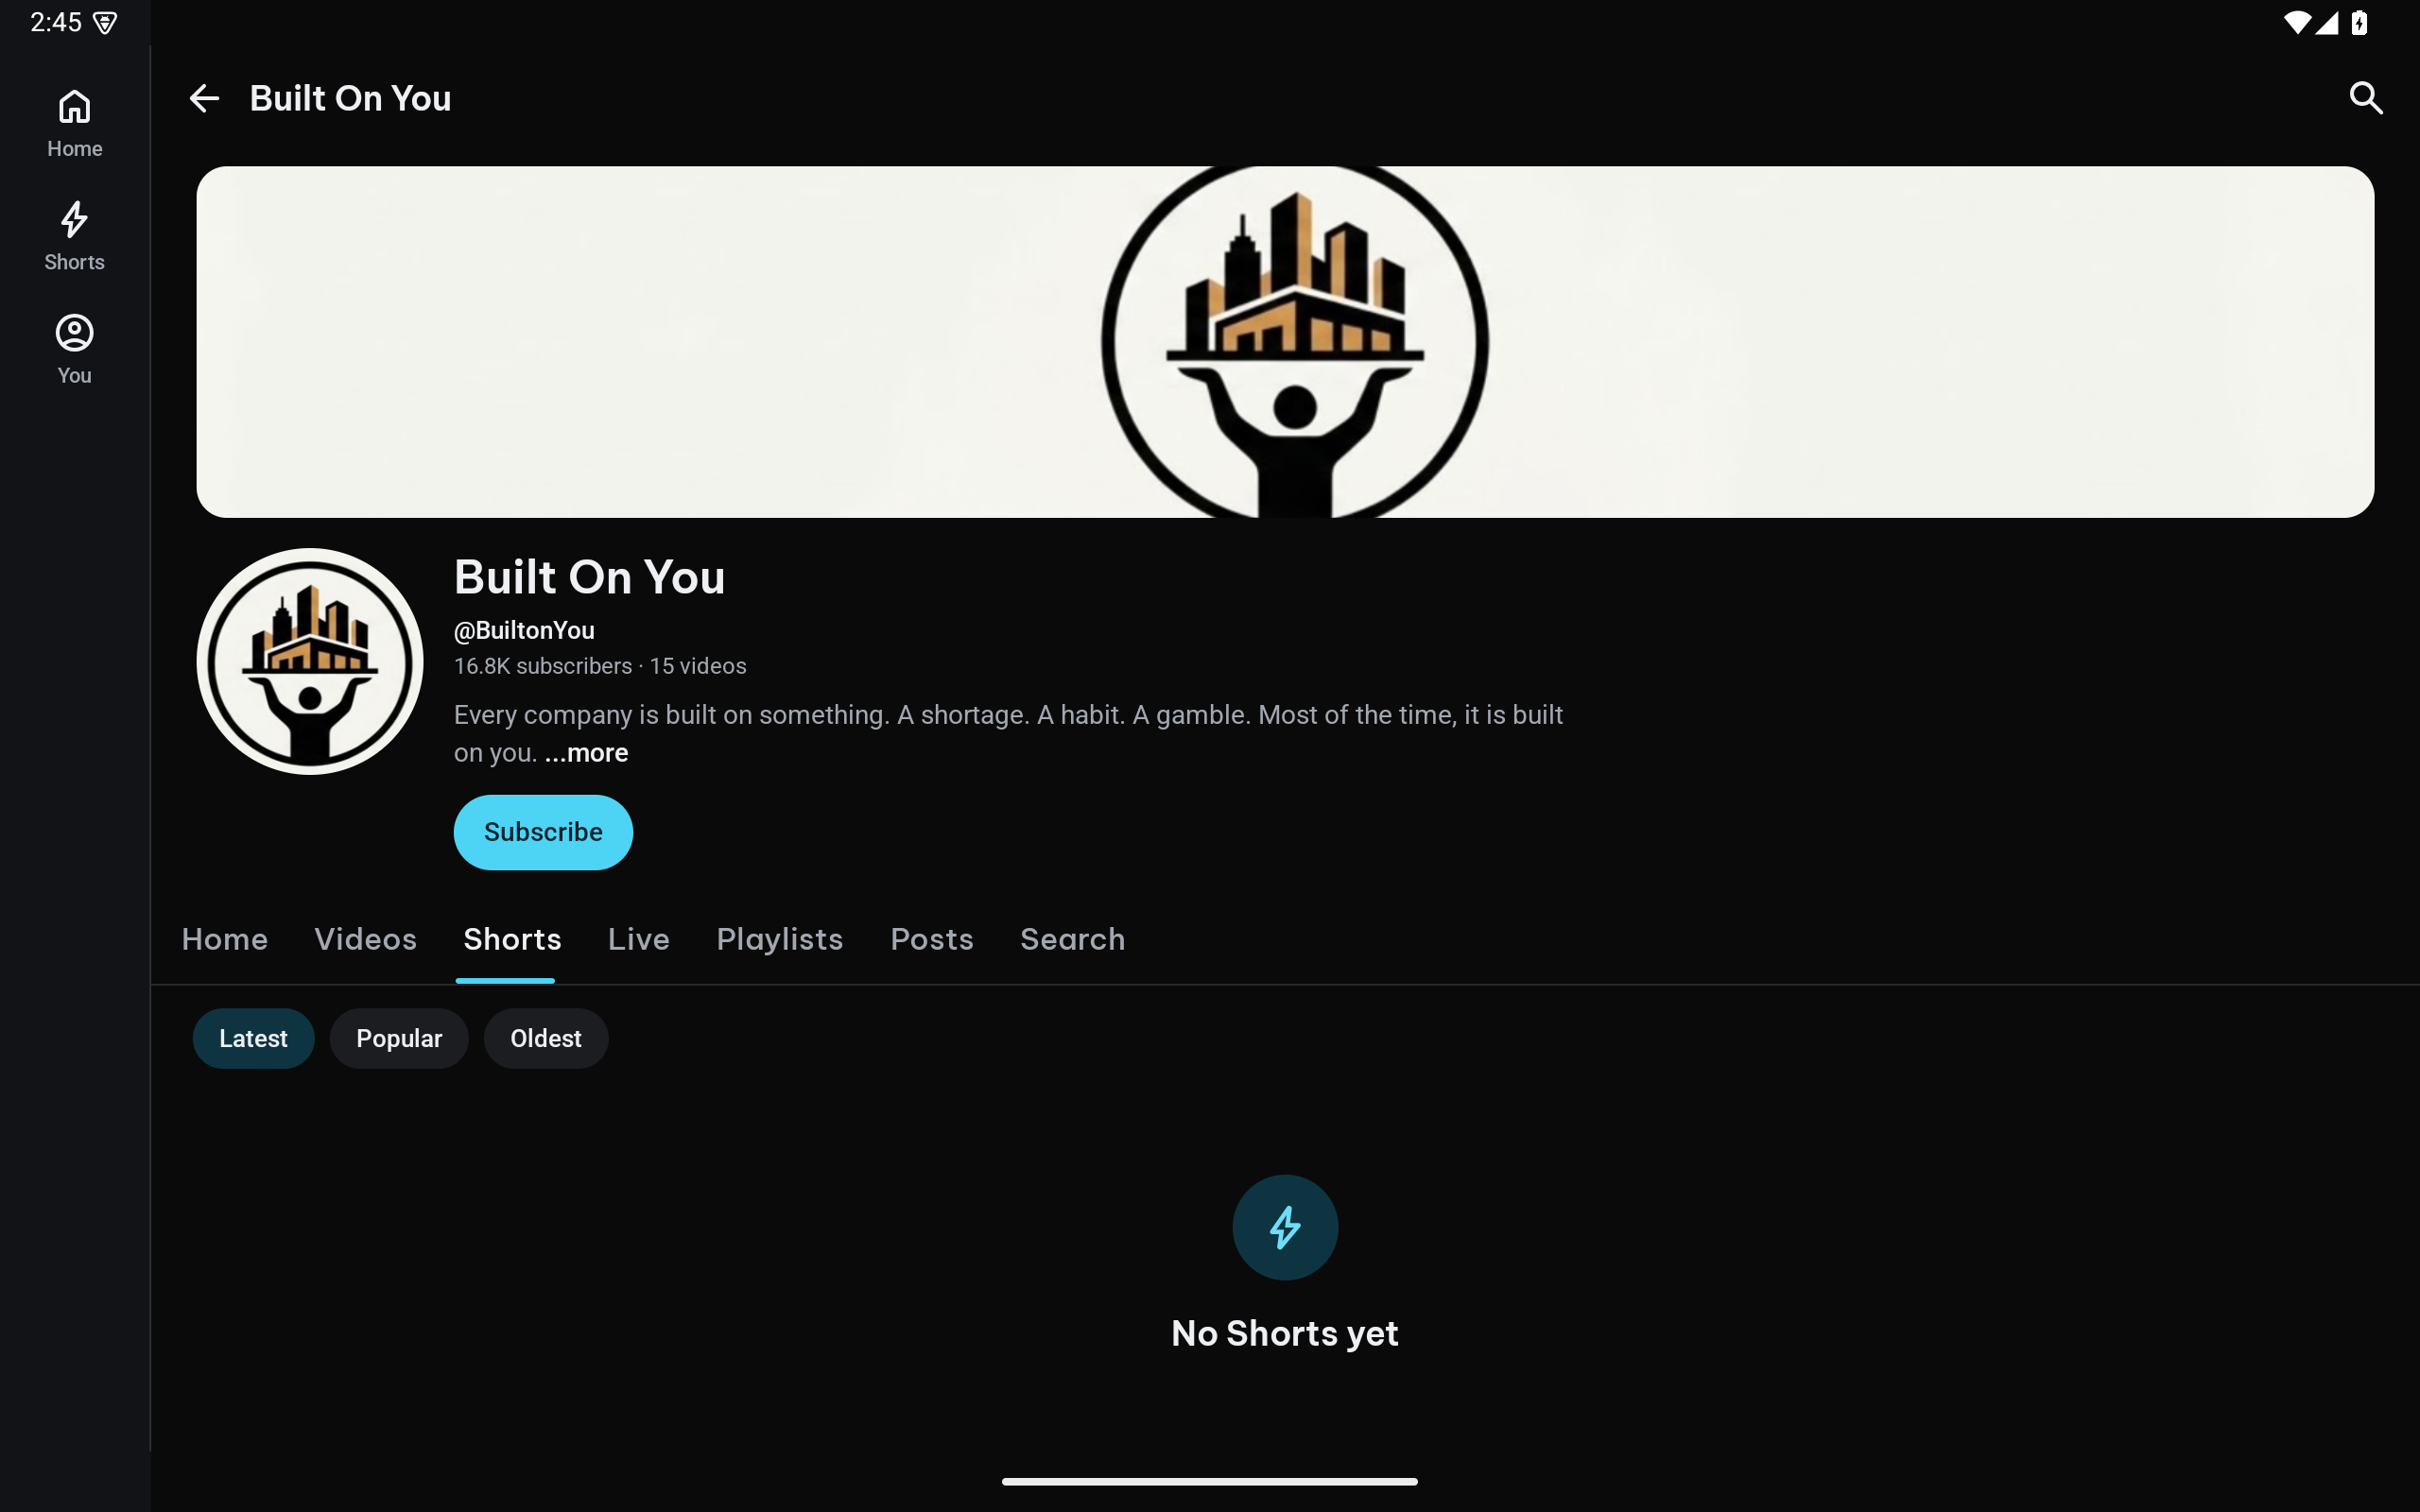 2:45
Home
Shorts
You
Built On You
Built On You
@BuiltonYou
16.8K subscribers · 15 videos
Every company is built on something. A shortage. A habit. A gamble. Most of the time, it is built
on you. ...more
Subscribe
Home Videos Shorts Live Playlists Posts Search
Latest Popular Oldest
No Shorts yet